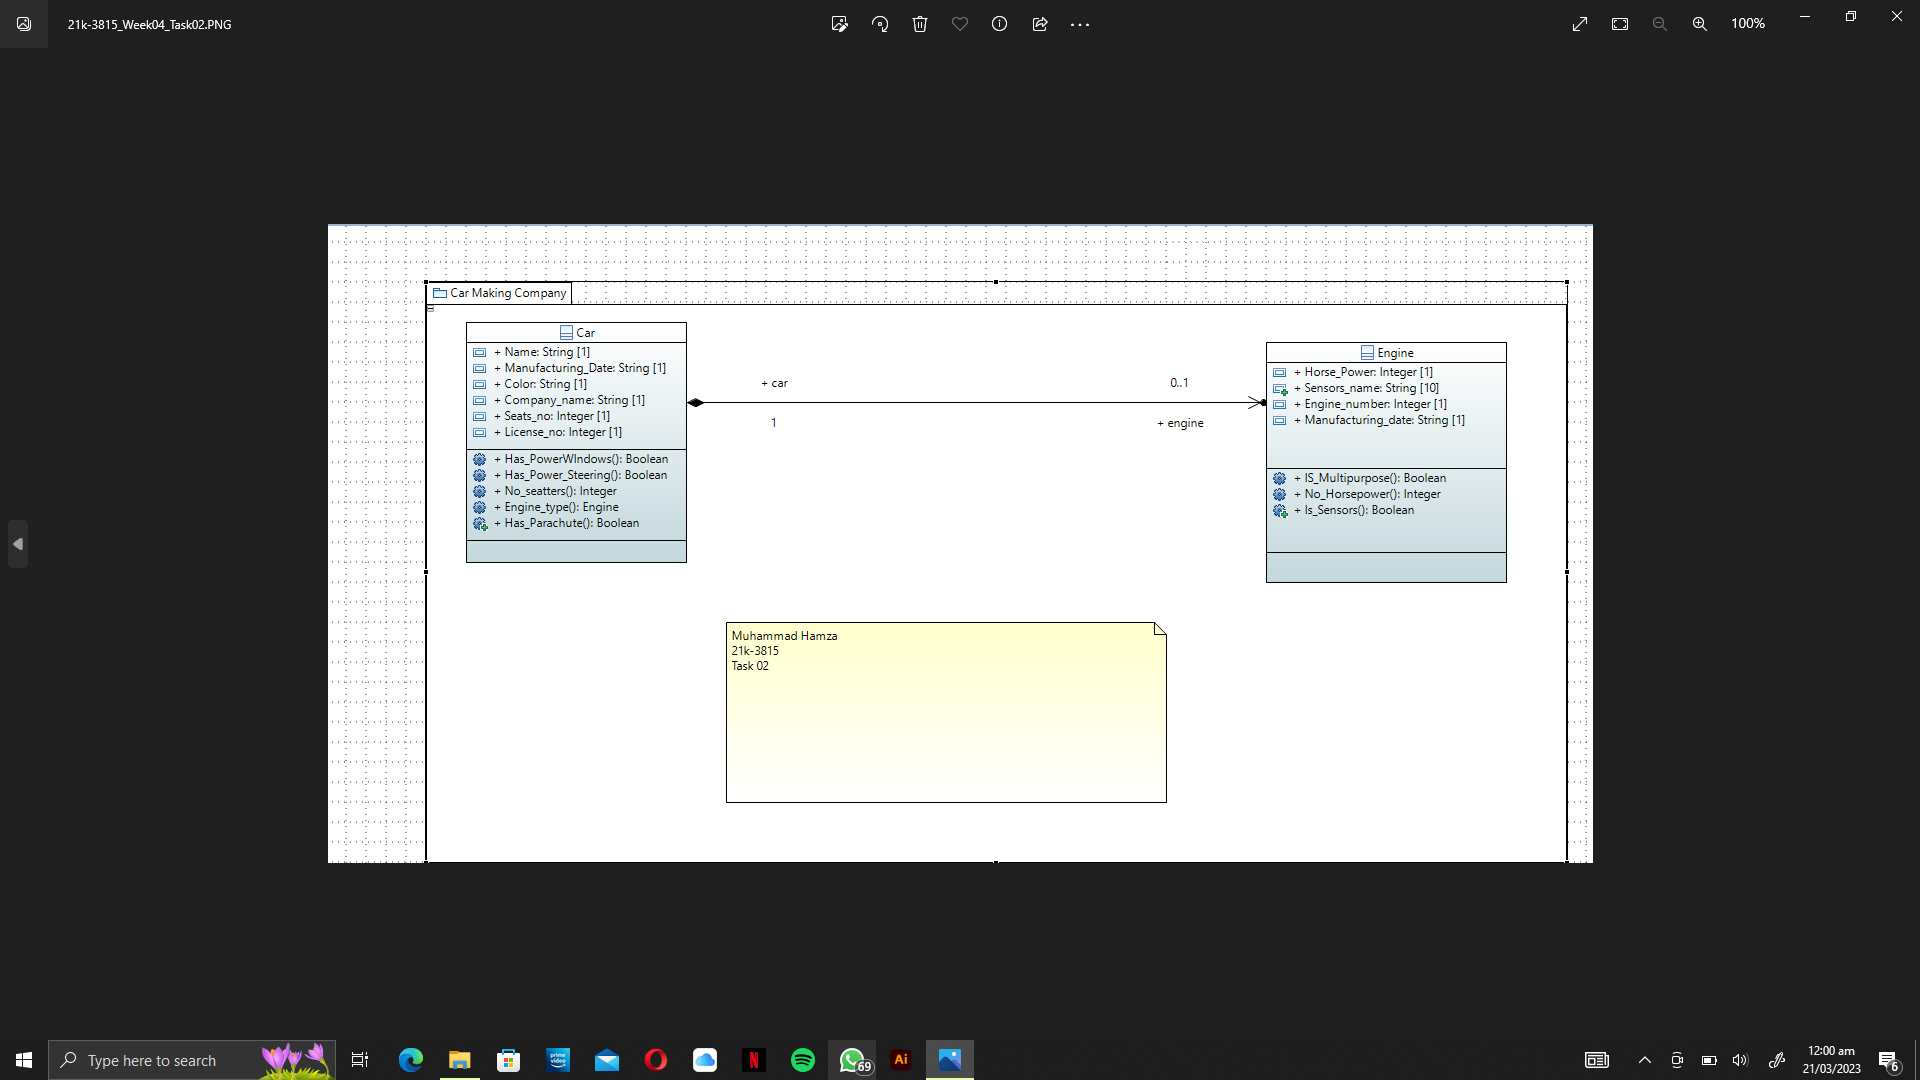 21k-3815_Week04_Task02.PNG
100%
Car Making Company
Car
+ Name: String [1]
+ Manufacturing_Date: String [1]
+ Color: String [1]
+ Company_name: String [1]
+ Seats_no: Integer [1]
+ License_no: Integer [1]
+ Has_PowerWIndows(): Boolean
+ Has_Power_Steering(): Boolean
+ No_seatters(): Integer
+ Engine_type(): Engine
+ Has_Parachute(): Boolean
+ car
1
0..1
+ engine
Engine
+ Horse_Power: Integer [1]
+ Sensors_name: String [10]
+ Engine_number: Integer [1]
+ Manufacturing_date: String [1]
+ IS_Multipurpose(): Boolean
+ No_Horsepower(): Integer
+ Is_Sensors(): Boolean
Muhammad Hamza
21k-3815
Task 02
Type here to search
prime video
N
69
Ai
12:00 am
21/03/2023
6